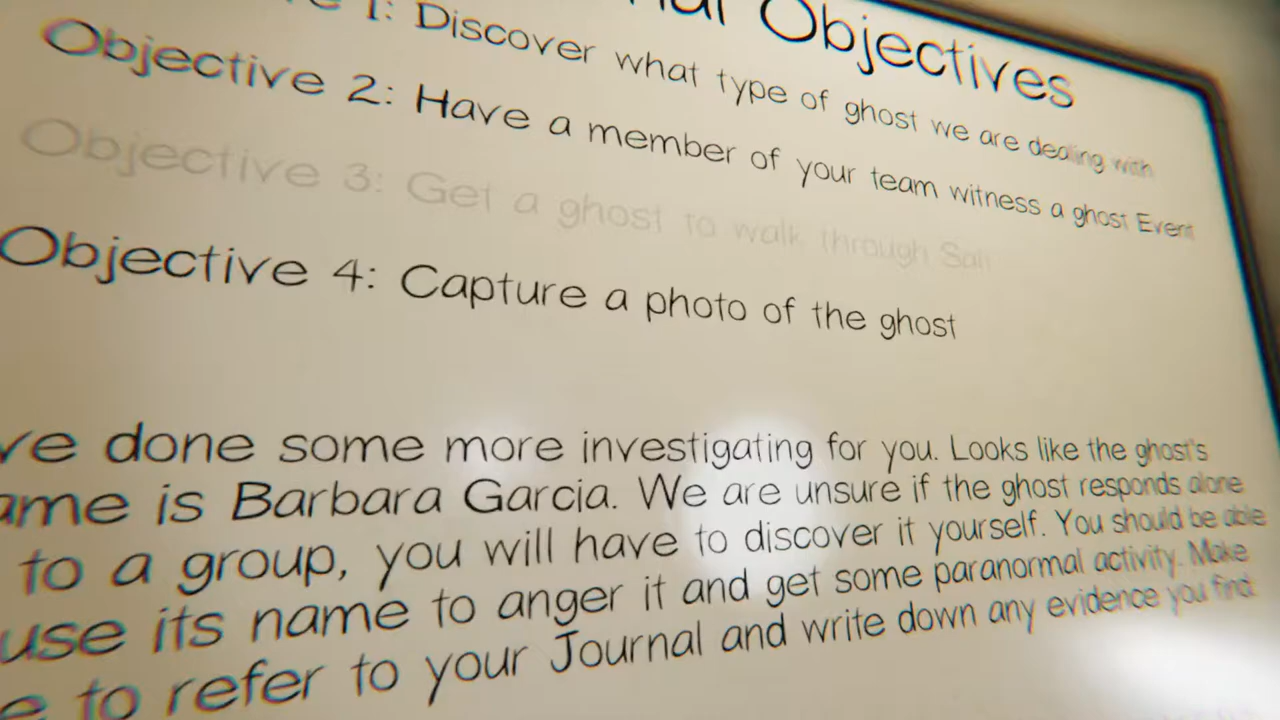 Objectives
1: Discover what type of ghost we are dealing with
Objective 2: Have a member of your team witness a ghost Event
Objective 3: Get a ghost to walk through Salt
Objective 4: Capture a photo of the ghost
ve done some more investigating for you. Looks like the ghost's
ame is Barbara Garcia. We are unsure if the ghost responds alone
to a group, you will have to discover it yourself. You should be able
use its name to anger it and get some paranormal activity. Make
e to refer to your Journal and write down any evidence you find.